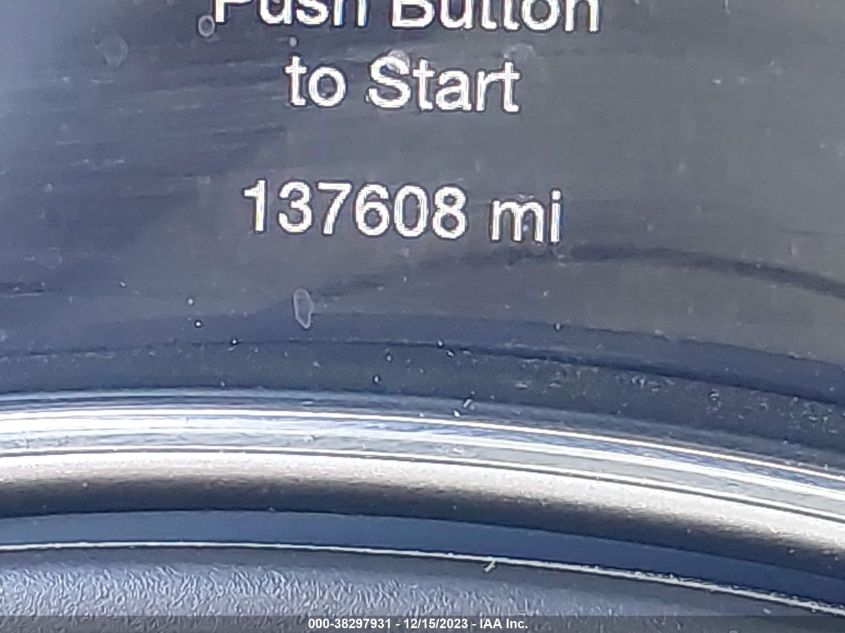 Push Button
to Start
137608 mi
000-38297931 - 12/15/2023 - IAA Inc.